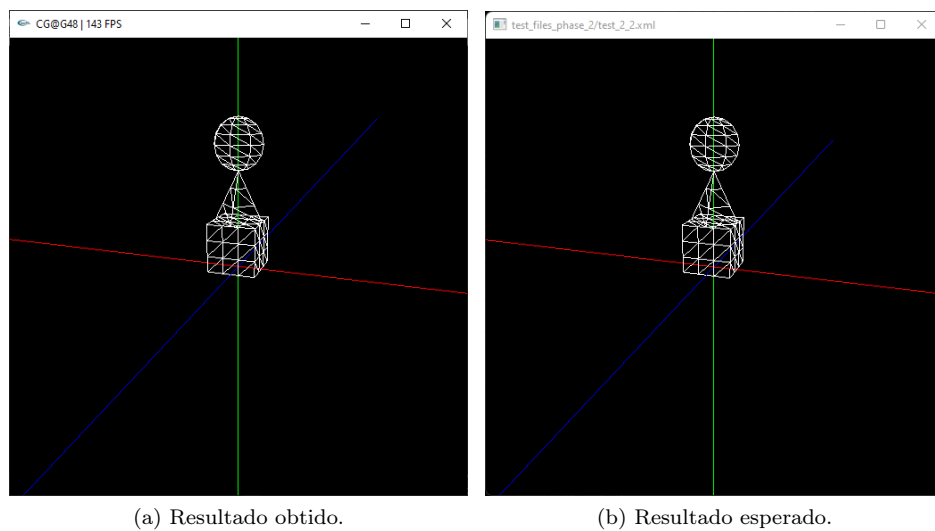 CG@G48 | 143 FPS
test_files_phase_2/test_2_2.xml
(a) Resultado obtido.
(b) Resultado esperado.